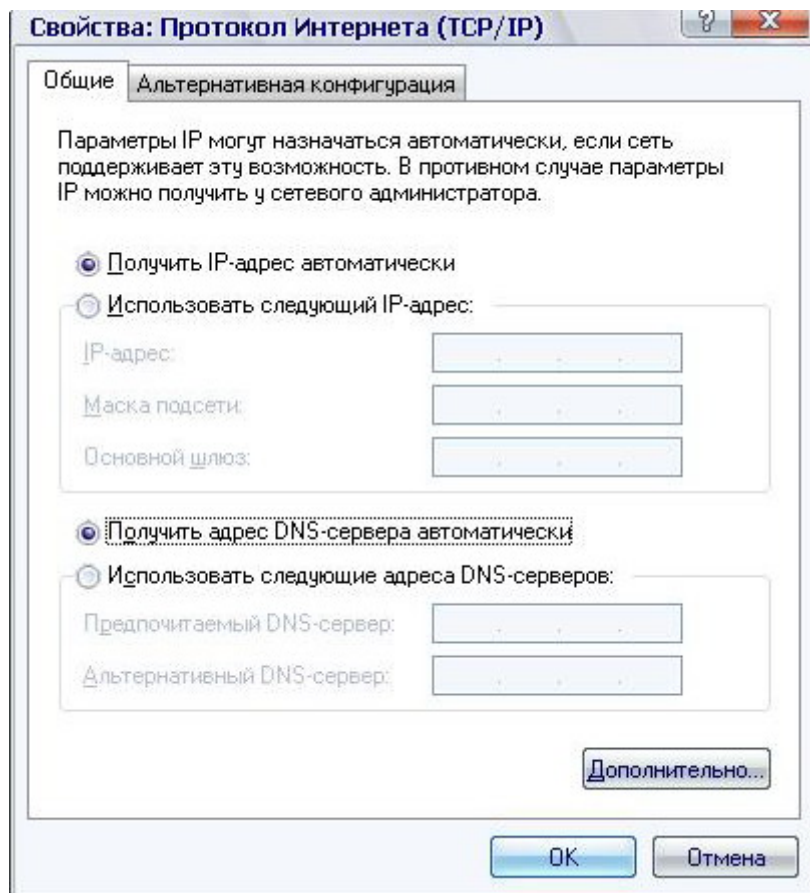 Свойства: Протокол Интернета (TCP/IP)
?
Общие
Альтернативная конфигурация
Параметры IP могут назначаться автоматически, если сеть
поддерживает эту возможность. В противном случае параметры
IP можно получить у сетевого администратора.
Получить IP-адрес автоматически
Использовать следующий IP-адрес:
IP-адрес:
Маска подсети:
Основной шлюз:
Получить адрес DNS-сервера автоматически
Использовать следующие адреса DNS-серверов:
Предпочитаемый DNS-сервер:
Альтернативный DNS-сервер:
Дополнительно...
OK
Отмена